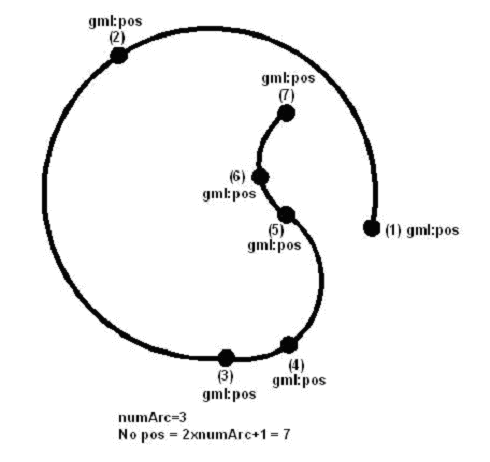 gml:pos
(2)
gml:pos
(7)
(6)
gml:pos
(5)
gml:pos
(1) gml:pos
(3)
gml:pos
(4)
gml:pos
numArc=3
No pos = 2xnumArc+1 = 7